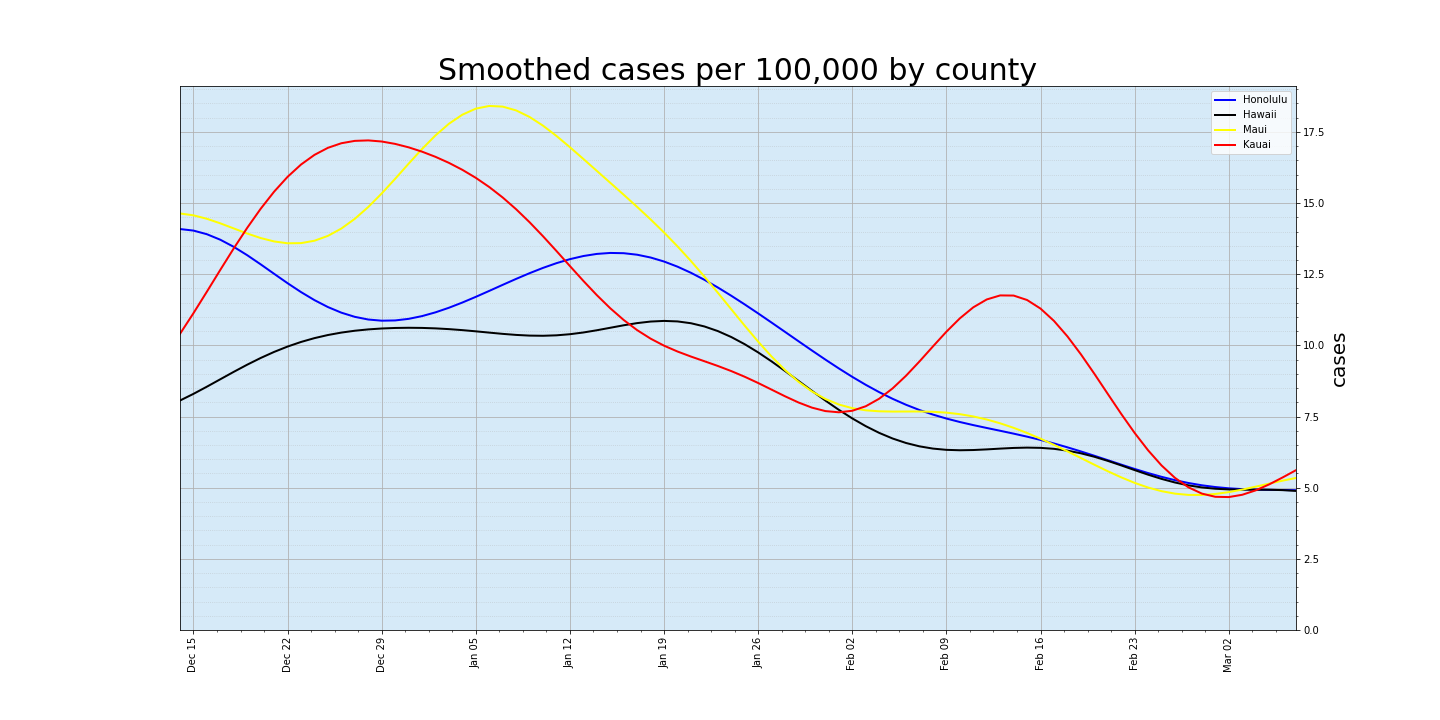 Smoothed cases per 100,000 by county
Honolulu
Hawaii
Maui
Kauai
17.5
15.0
12.5
10.0
7.5
5.0
2.5
0.0
cases
Dec 15
Dec 22
Dec 29
Jan 05
Jan 12
Jan 19
Jan 26
Feb 02
Feb 09
Feb 16
Feb 23
Mar 02